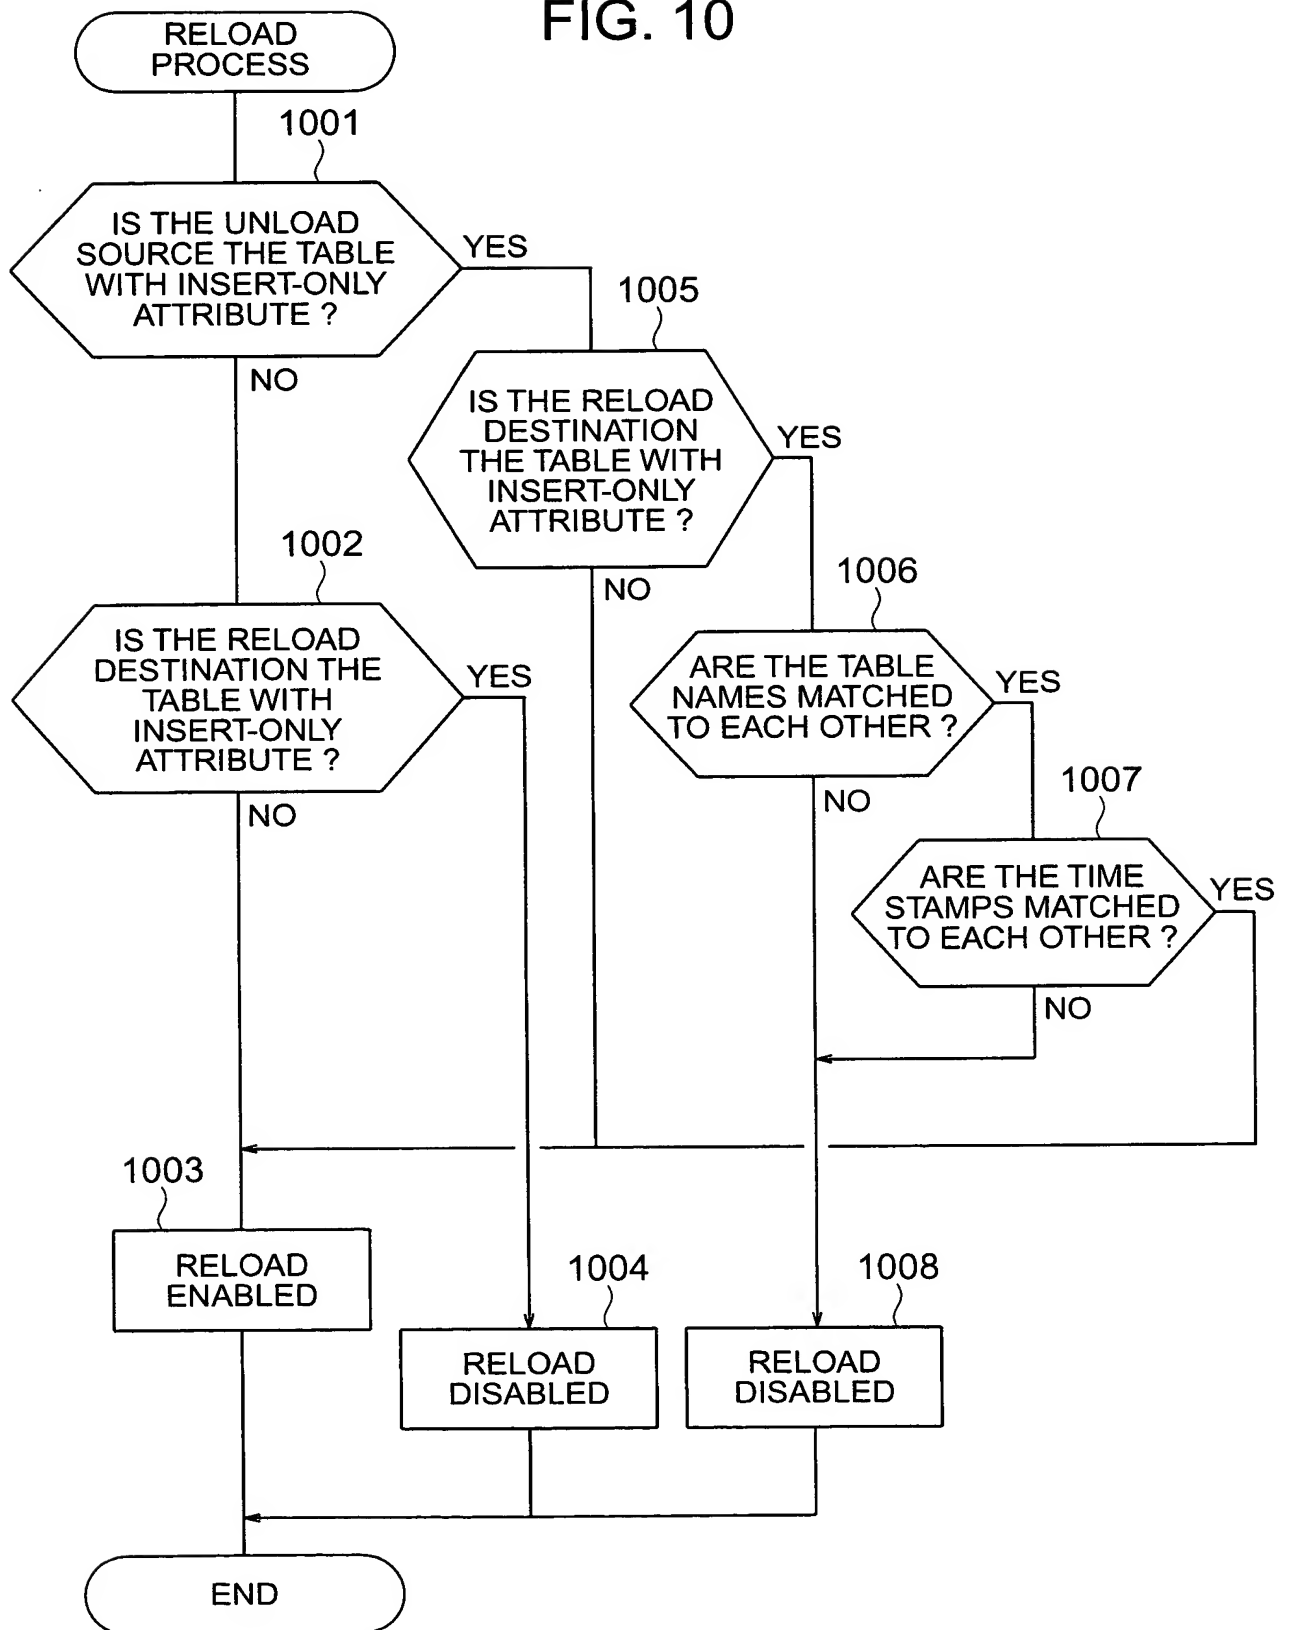 FIG. 10
RELOAD
PROCESS
1001
IS THE UNLOAD
SOURCE THE TABLE
WITH INSERT-ONLY
ATTRIBUTE ?
YES
NO
1005
IS THE RELOAD
DESTINATION
THE TABLE WITH
INSERT-ONLY
ATTRIBUTE ?
YES
NO
1002
IS THE RELOAD
DESTINATION THE
TABLE WITH
INSERT-ONLY
ATTRIBUTE ?
YES
NO
1006
ARE THE TABLE
NAMES MATCHED
TO EACH OTHER ?
YES
NO
1007
ARE THE TIME
STAMPS MATCHED
TO EACH OTHER ?
YES
NO
1003
RELOAD
ENABLED
1004
RELOAD
DISABLED
1008
RELOAD
DISABLED
END